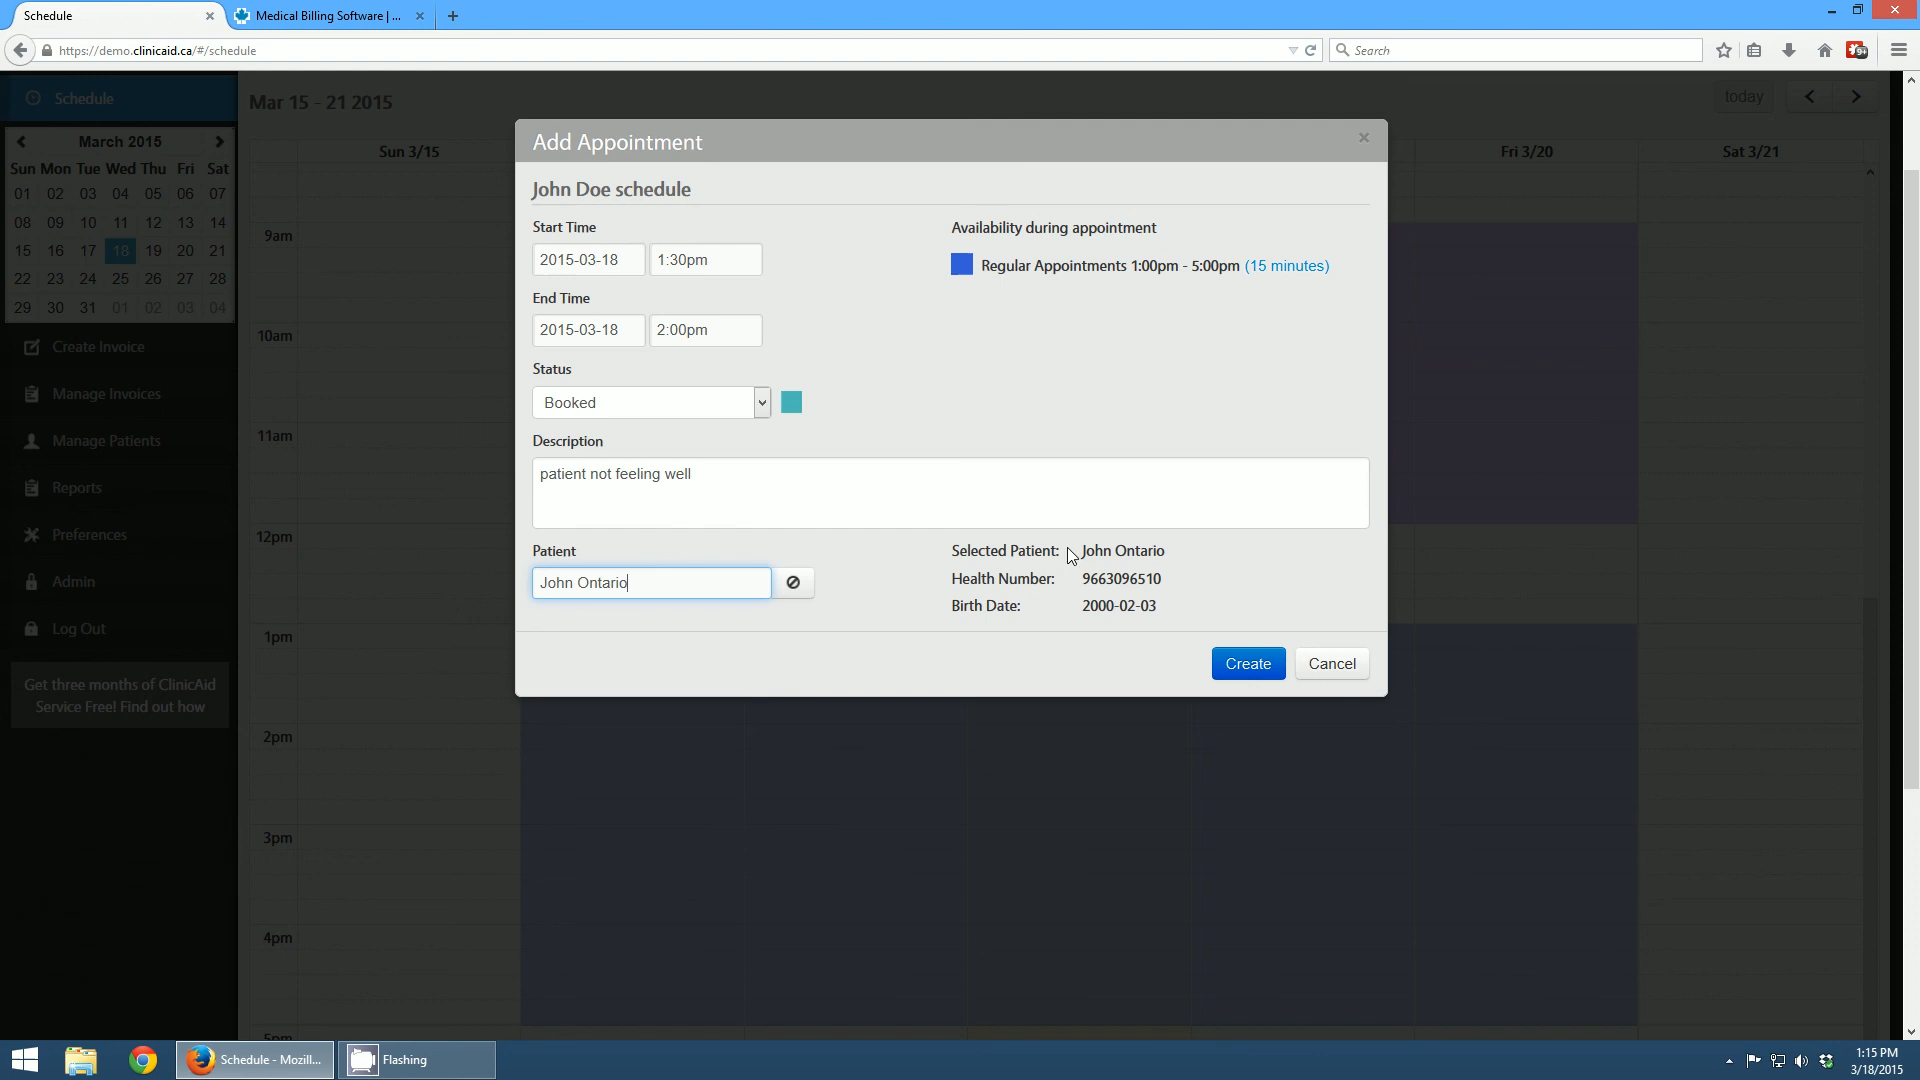 Schedule
Medical Billing Software | ...
https://demo.clinicaid.ca/#/schedule
Search
9+
Schedule
March 2015
Sun Mon Tue Wed Thu Fri Sat
01 02 03 04 05 06 07
08 09 10 11 12 13 14
15 16 17 18 19 20 21
22 23 24 25 26 27 28
29 30 31 01 02 03 04
Create Invoice
Manage Invoices
Manage Patients
Reports
Preferences
Admin
Log Out
Get three months of ClinicAid
Service Free! Find out how
Mar 15 - 21 2015
today
Sun 3/15
Fri 3/20
Sat 3/21
9am
10am
11am
12pm
1pm
2pm
3pm
4pm
5pm
Add Appointment
John Doe schedule
Start Time
2015-03-18 1:30pm
End Time
2015-03-18 2:00pm
Status
Booked
Availability during appointment
Regular Appointments 1:00pm - 5:00pm (15 minutes)
Description
patient not feeling well
Patient
John Ontario
Selected Patient: John Ontario
Health Number: 9663096510
Birth Date: 2000-02-03
Create
Cancel
Schedule - Mozill...
Flashing
1:15 PM
3/18/2015